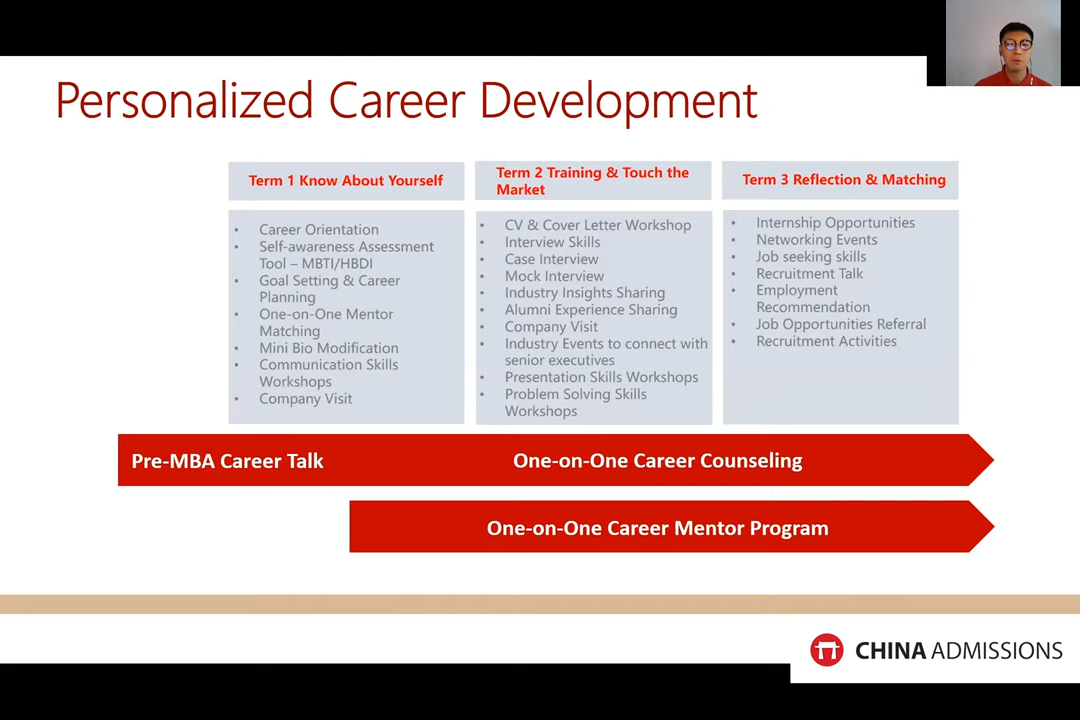 Personalized Career Development
Term 1 Know About Yourself
• Career Orientation
• Self-awareness Assessment
Tool – MBTI/HBDI
• Goal Setting & Career
Planning
• One-on-One Mentor
Matching
• Mini Bio Modification
• Communication Skills
Workshops
• Company Visit
Term 2 Training & Touch the
Market
• CV & Cover Letter Workshop
• Interview Skills
• Case Interview
• Mock Interview
• Industry Insights Sharing
• Alumni Experience Sharing
• Company Visit
• Industry Events to connect with
senior executives
• Presentation Skills Workshops
• Problem Solving Skills
Workshops
Term 3 Reflection & Matching
• Internship Opportunities
• Networking Events
• Job seeking skills
• Recruitment Talk
• Employment
Recommendation
• Job Opportunities Referral
• Recruitment Activities
Pre-MBA Career Talk
One-on-One Career Counseling
One-on-One Career Mentor Program
CHINA ADMISSIONS